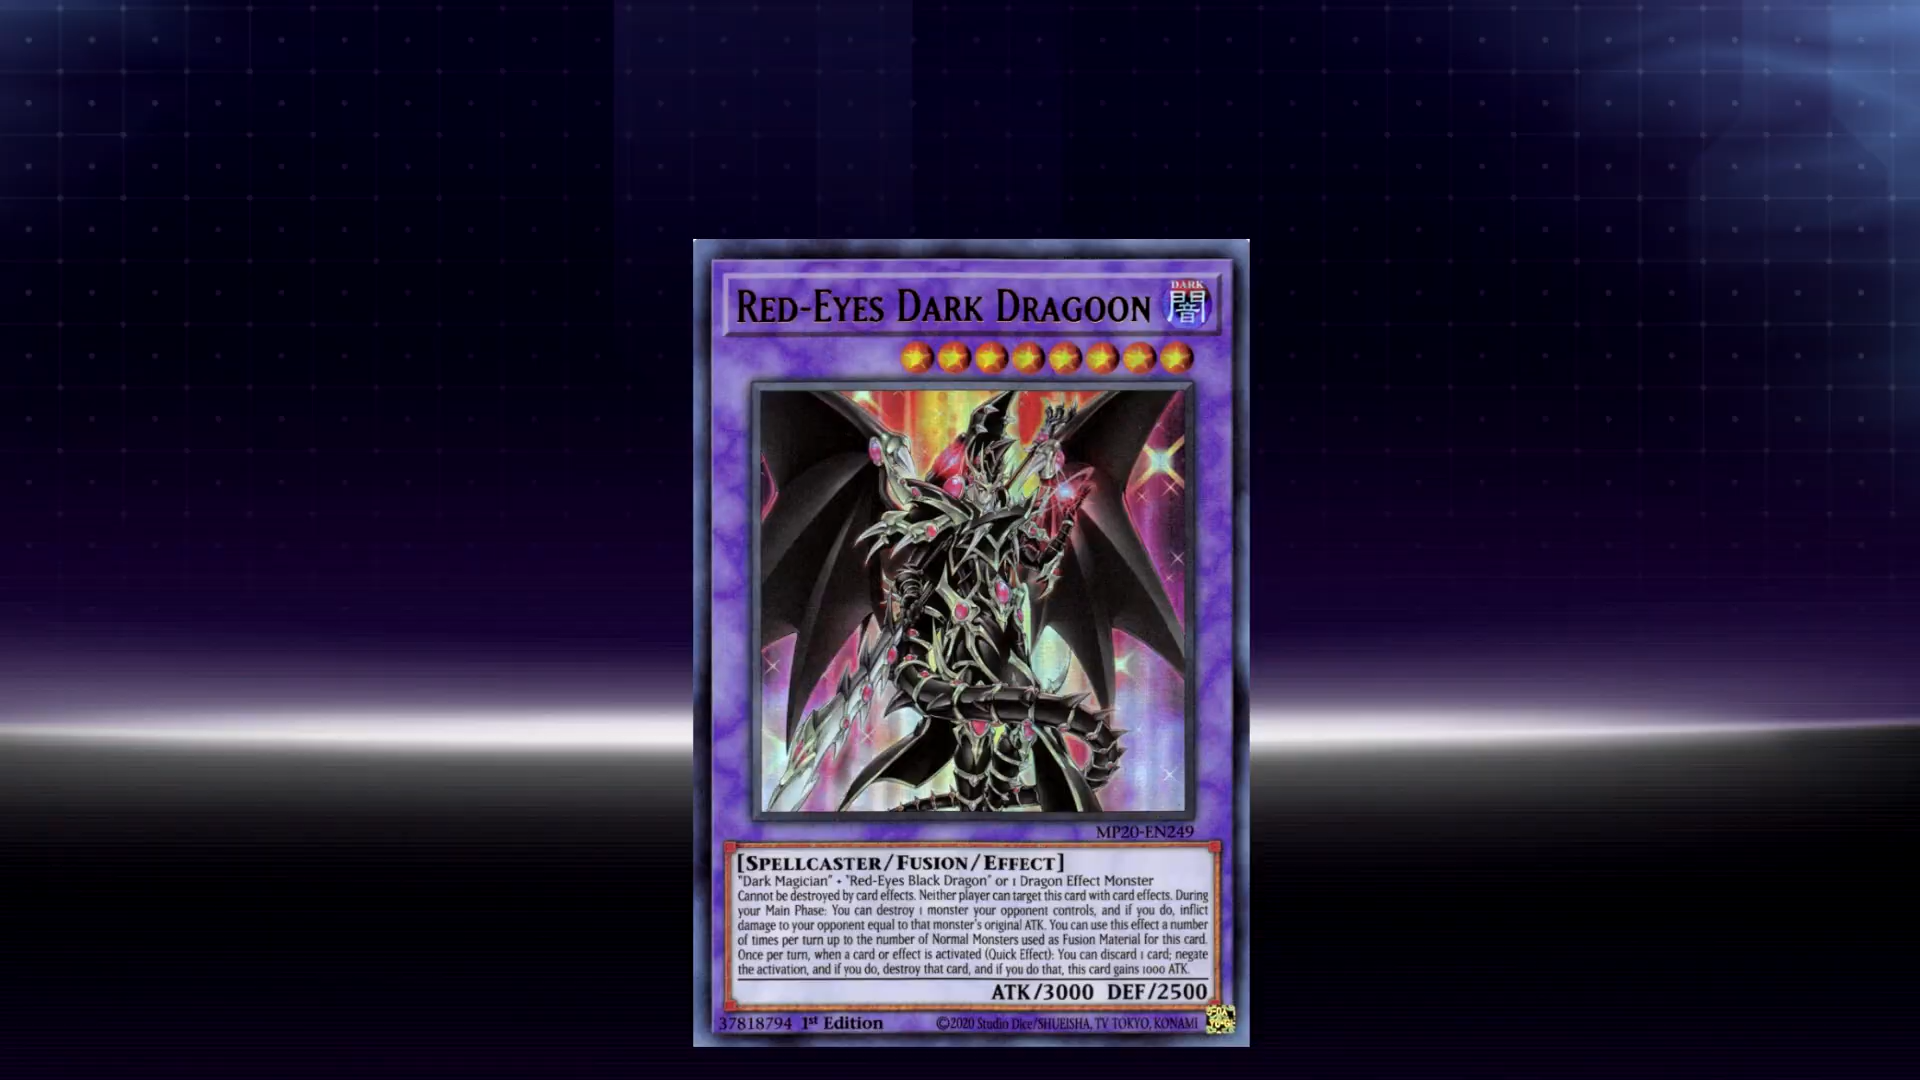 RED-EYES DARK DRAGOON
DARK
闇
MP20-EN249
[SPELLCASTER/FUSION/EFFECT]
"Dark Magician" + "Red-Eyes Black Dragon" or 1 Dragon Effect Monster
Cannot be destroyed by card effects. Neither player can target this card with card effects. During
your Main Phase: You can destroy 1 monster your opponent controls, and if you do, inflict
damage to your opponent equal to that monster's original ATK. You can use this effect a number
of times per turn up to the number of Normal Monsters used as Fusion Material for this card.
Once per turn, when a card or effect is activated (Quick Effect): You can discard 1 card; negate
the activation, and if you do, destroy that card, and if you do that, this card gains 1000 ATK.
ATK/3000 DEF/2500
37818794 1st Edition ©2020 Studio Dice/SHUEISHA, TV TOKYO, KONAMI